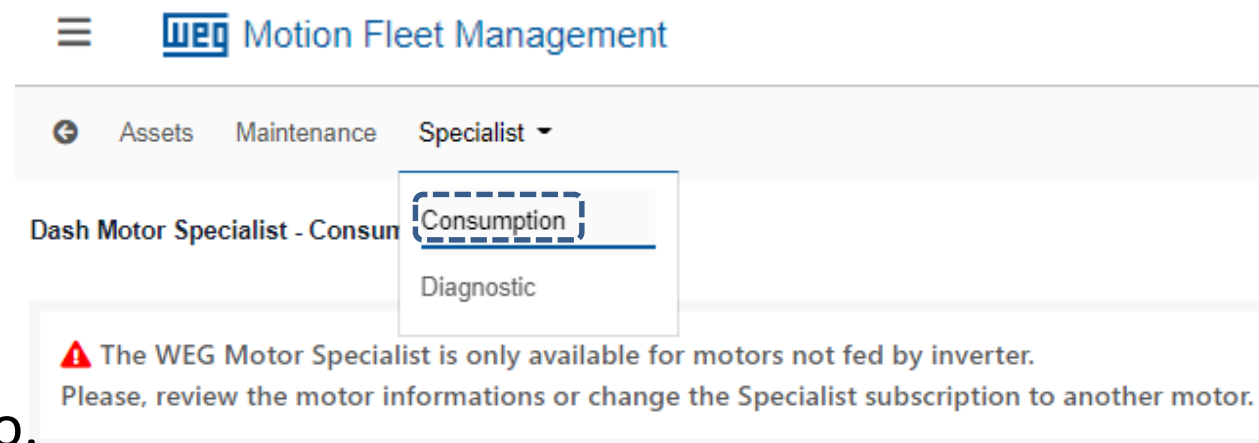 WEG Motion Fleet Management
Assets Maintenance Specialist
Consumption
Dash Motor Specialist - Consum
Diagnostic
The WEG Motor Specialist is only available for motors not fed by inverter.
Please, review the motor informations or change the Specialist subscription to another motor.